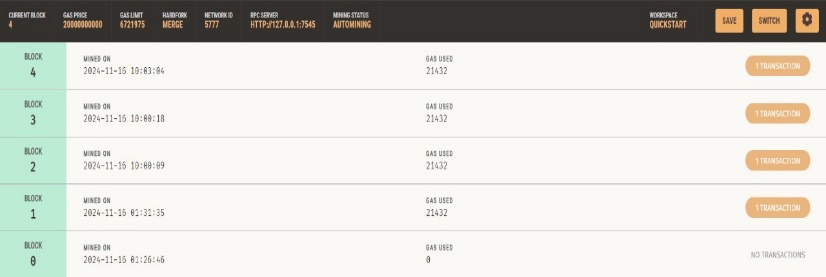 CURRENT BLOCK GAS PRICE GAS LIMIT HARDFORK NETWORK ID RPC SERVER MINING STATUS WORKSPACE
4 20000000000 6721975 MERGE 5777 HTTP://127.0.0.1:7545 AUTOMINING QUICKSTART SAVE SWITCH
BLOCK MINED ON GAS USED
4 2024-11-16 10:03:04 21432 1 TRANSACTION
BLOCK MINED ON GAS USED
3 2024-11-16 10:00:18 21432 1 TRANSACTION
BLOCK MINED ON GAS USED
2 2024-11-16 10:00:09 21432 1 TRANSACTION
BLOCK MINED ON GAS USED
1 2024-11-16 01:31:35 21432 1 TRANSACTION
BLOCK MINED ON GAS USED
0 2024-11-16 01:26:46 0 NO TRANSACTIONS